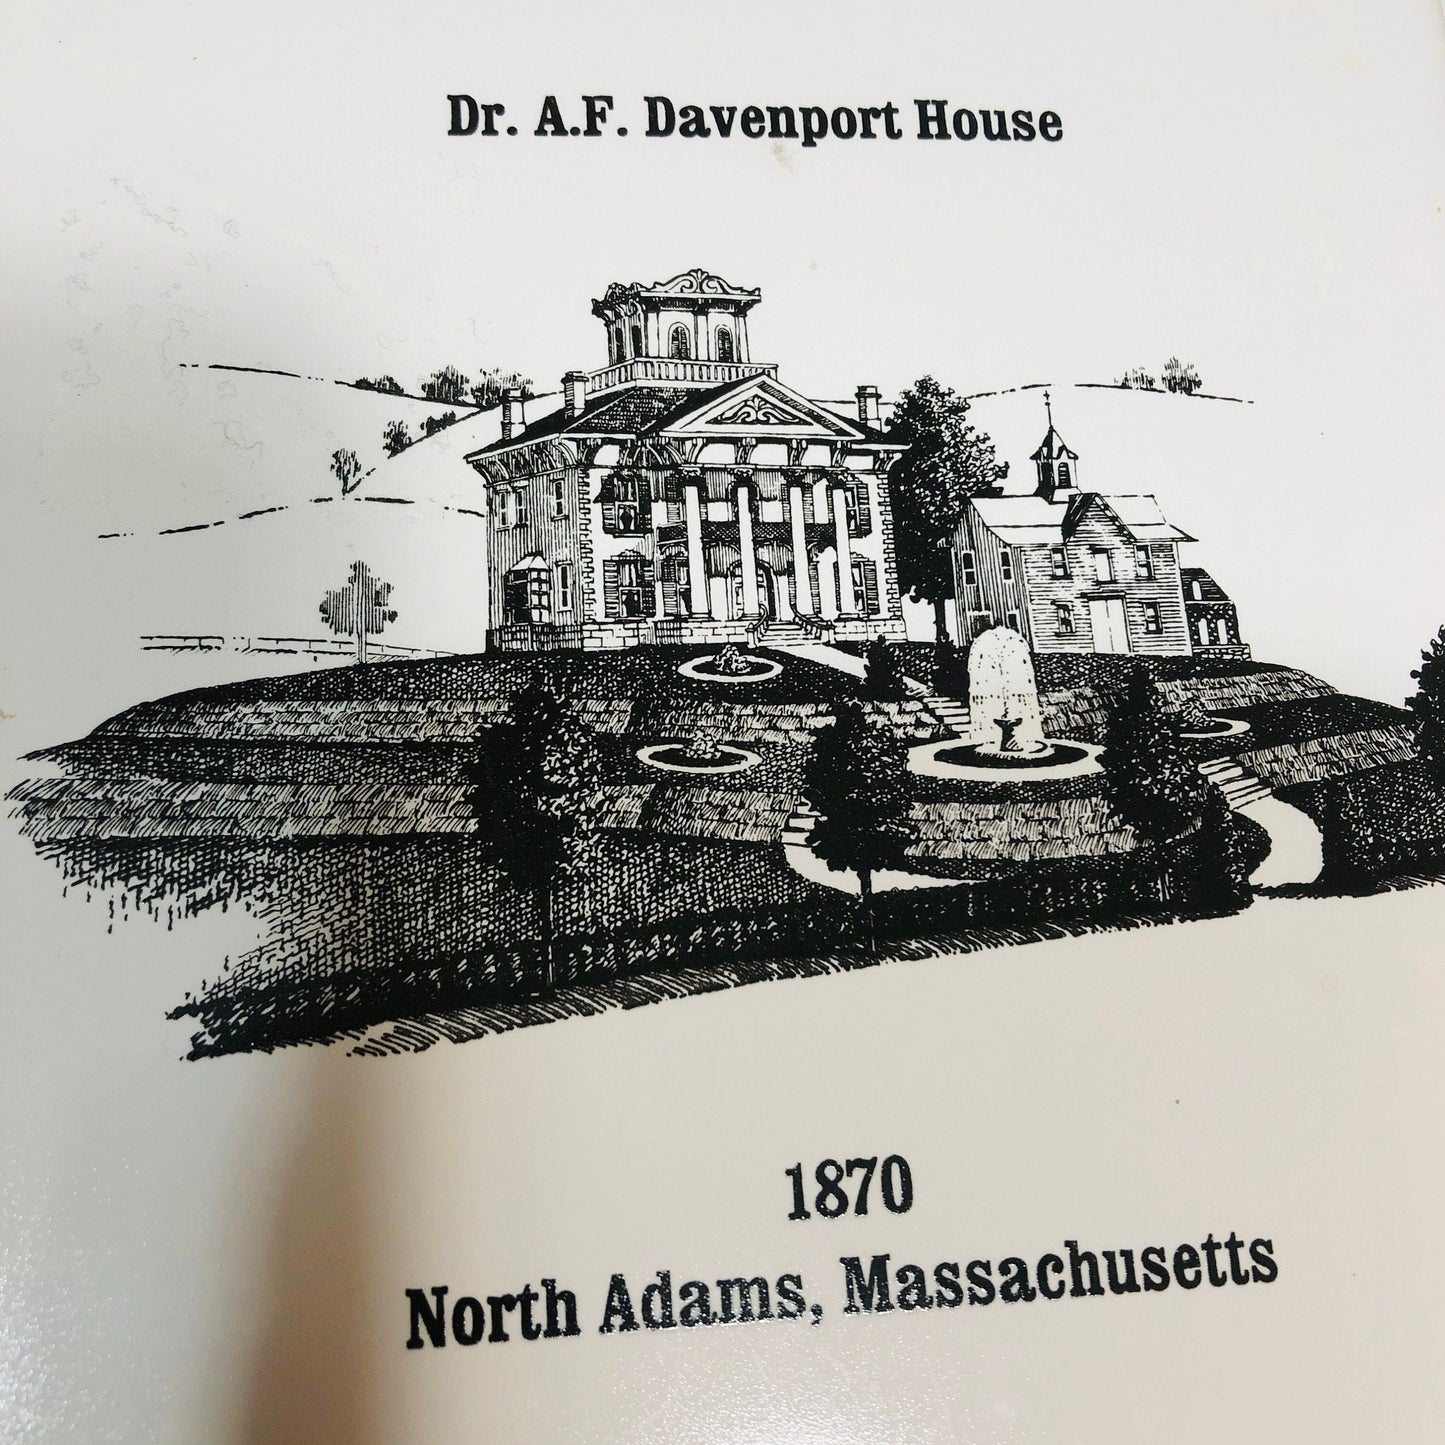 Dr. A.F. Davenport House
1870
North Adams, Massachusetts